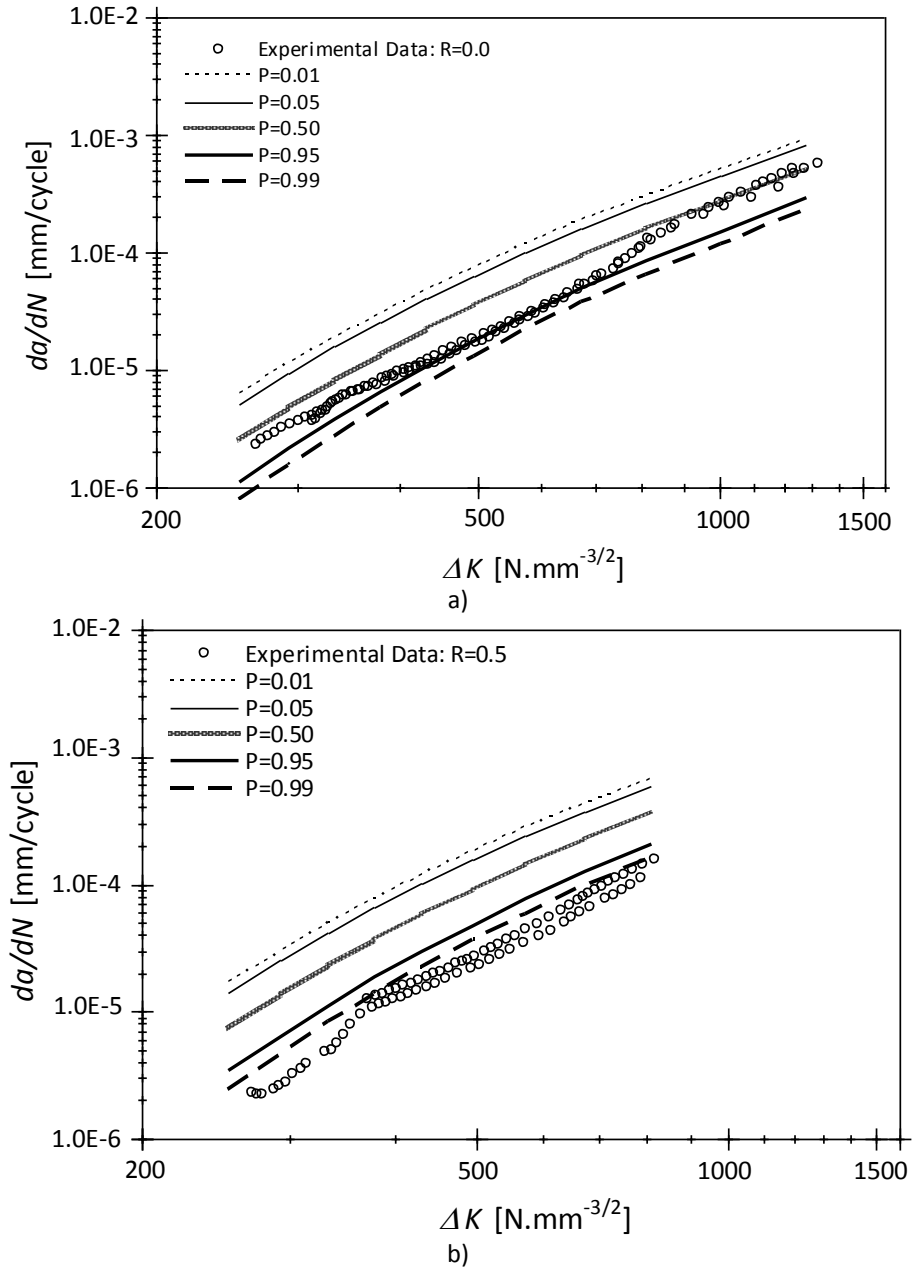 1.0E-2
Experimental Data: R=0.0
P=0.01
P=0.05
P=0.50
P=0.95
P=0.99
1.0E-3
1.0E-4
1.0E-5
1.0E-6
da/dN [mm/cycle]
200 500 1000 1500
ΔK [N.mm⁻³/²]
a)
1.0E-2
Experimental Data: R=0.5
P=0.01
P=0.05
P=0.50
P=0.95
P=0.99
1.0E-3
1.0E-4
1.0E-5
1.0E-6
da/dN [mm/cycle]
200 500 1000 1500
ΔK [N.mm⁻³/²]
b)